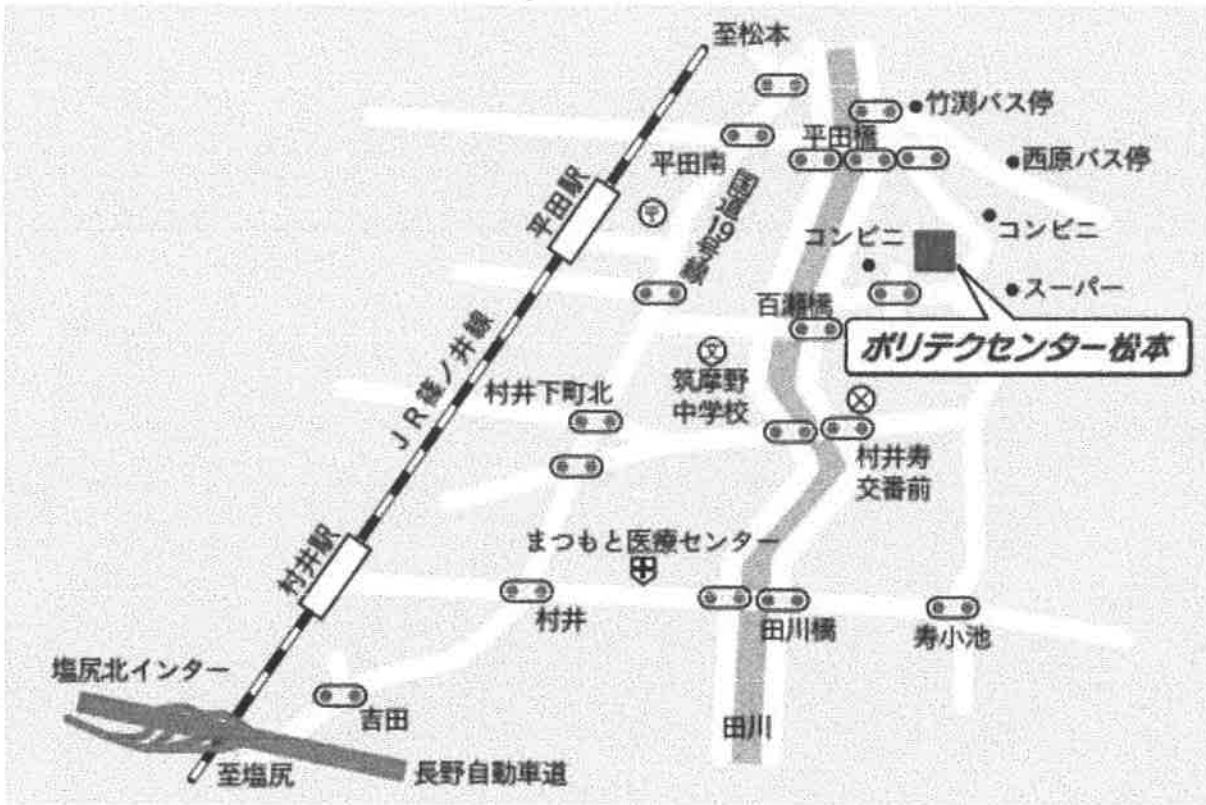 至松本
竹渕バス停
平田橋
平田南
西原バス停
平田駅
国道19号線
コンビニ
コンビニ
スーパー
百瀬橋
ポリテクセンター松本
JR篠ノ井線
筑摩野
中学校
村井下町北
村井寿
交番前
まつもと医療センター
村井駅
村井
田川橋
寿小池
塩尻北インター
吉田
田川
至塩尻
長野自動車道